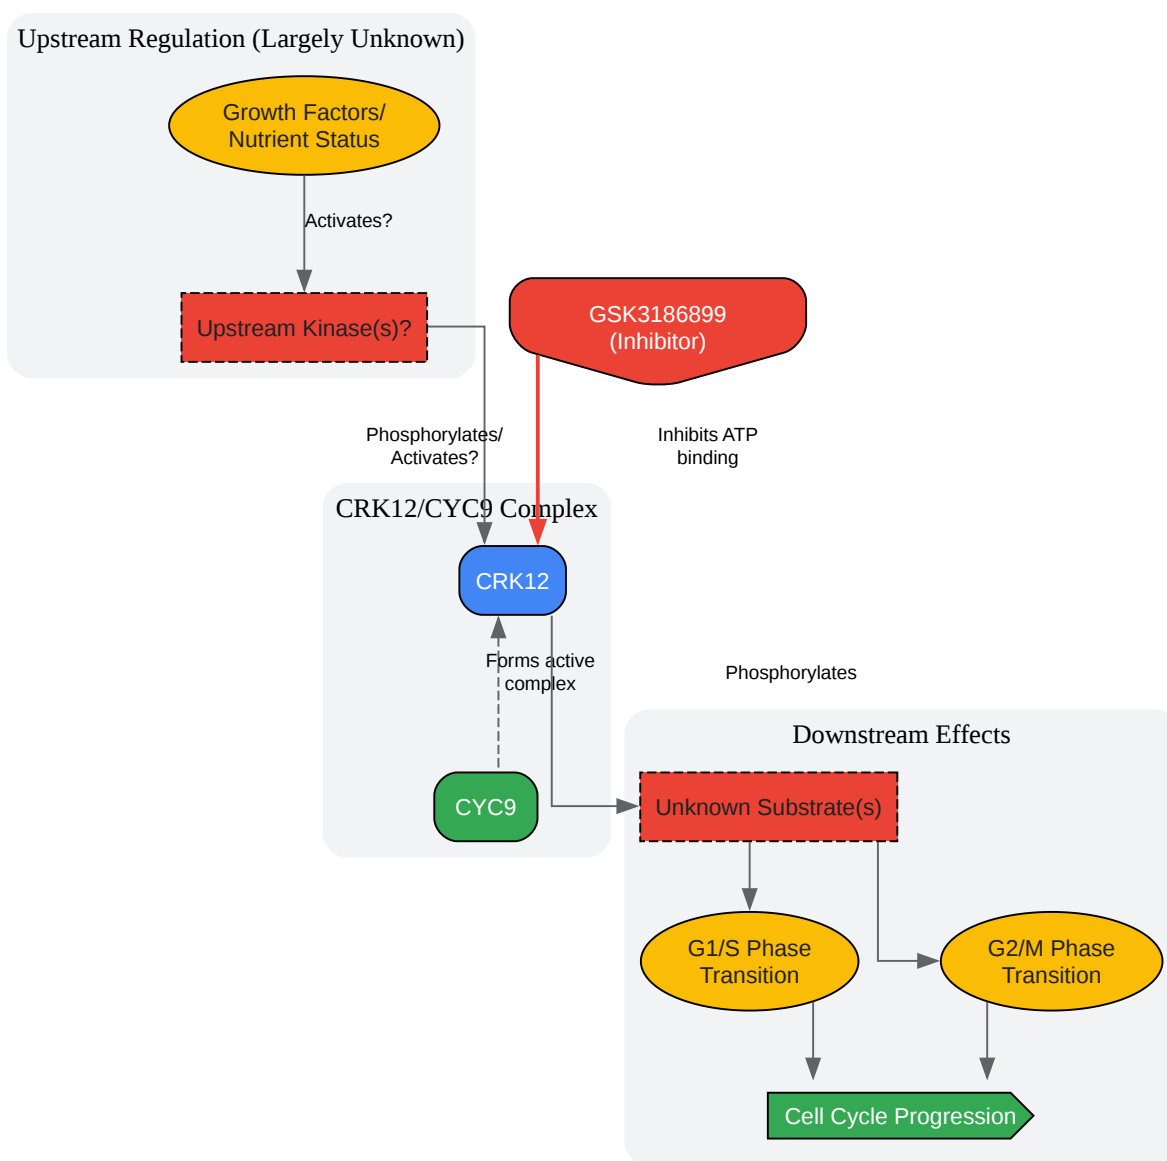 Upstream Regulation (Largely Unknown)
Growth Factors/
Nutrient Status
Activates?
Upstream Kinase(s)?
GSK3186899
(Inhibitor)
Phosphorylates/
Activates?
Inhibits ATP
binding
CRK12/CYC9 Complex
CRK12
Forms active
complex
Phosphorylates
CYC9
Downstream Effects
Unknown Substrate(s)
G1/S Phase
Transition
G2/M Phase
Transition
Cell Cycle Progression